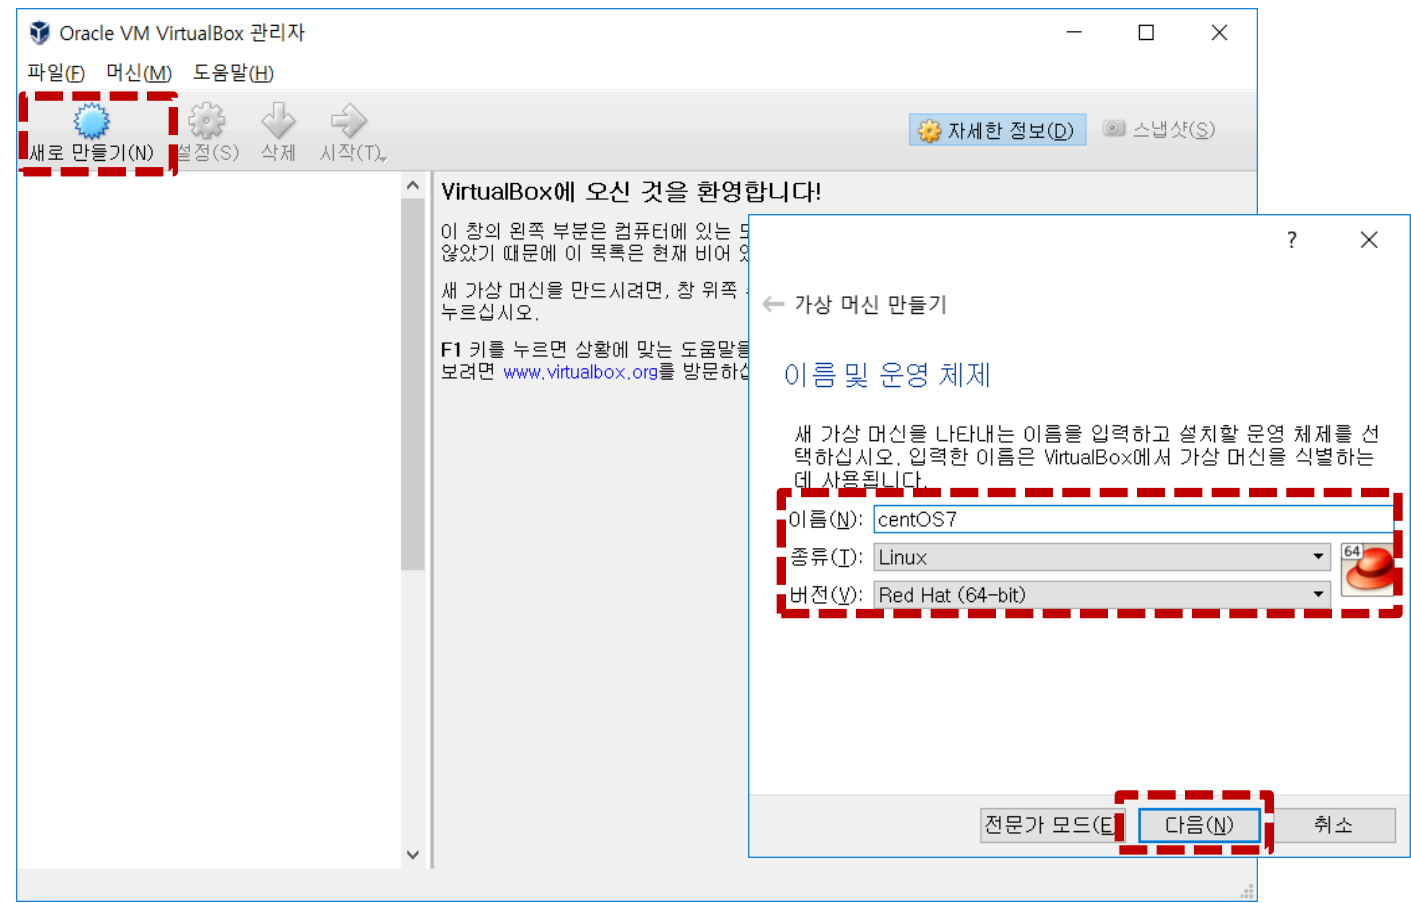 Oracle VM VirtualBox 관리자
파일(F) 머신(M) 도움말(H)
새로 만들기(N) 설정(S) 삭제 시작(T) 자세한 정보(D) 스냅샷(S)
VirtualBox에 오신 것을 환영합니다!
이 창의 왼쪽 부분은 컴퓨터에 있는
않았기 때문에 이 목록은 현재 비어
새 가상 머신을 만드시려면, 창 위쪽
누르십시오.
F1 키를 누르면 상황에 맞는 도움말을
보려면 www.virtualbox.org를 방문하
?
가상 머신 만들기
이름 및 운영 체제
새 가상 머신을 나타내는 이름을 입력하고 설치할 운영 체제를 선
택하십시오. 입력한 이름은 VirtualBox에서 가상 머신을 식별하는
데 사용됩니다.
이름(N): centOS7
종류(T): Linux
64
버전(V): Red Hat (64-bit)
전문가 모드(E 다음(N) 취소